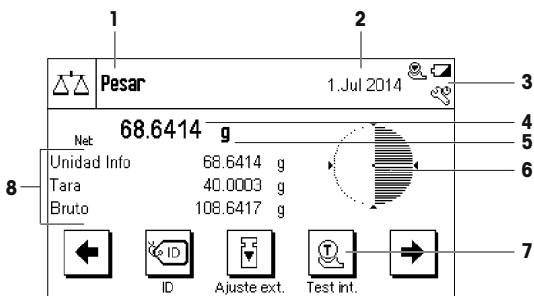 1
2
Pesar
1.Jul 2014
3
68.6414
4
Net
g
5
Unidad Info 68.6414 g
6
8
Tara 40.0003 g
Bruto 108.6417 g
ID
T
7
ID
Ajuste ext.
Test int.